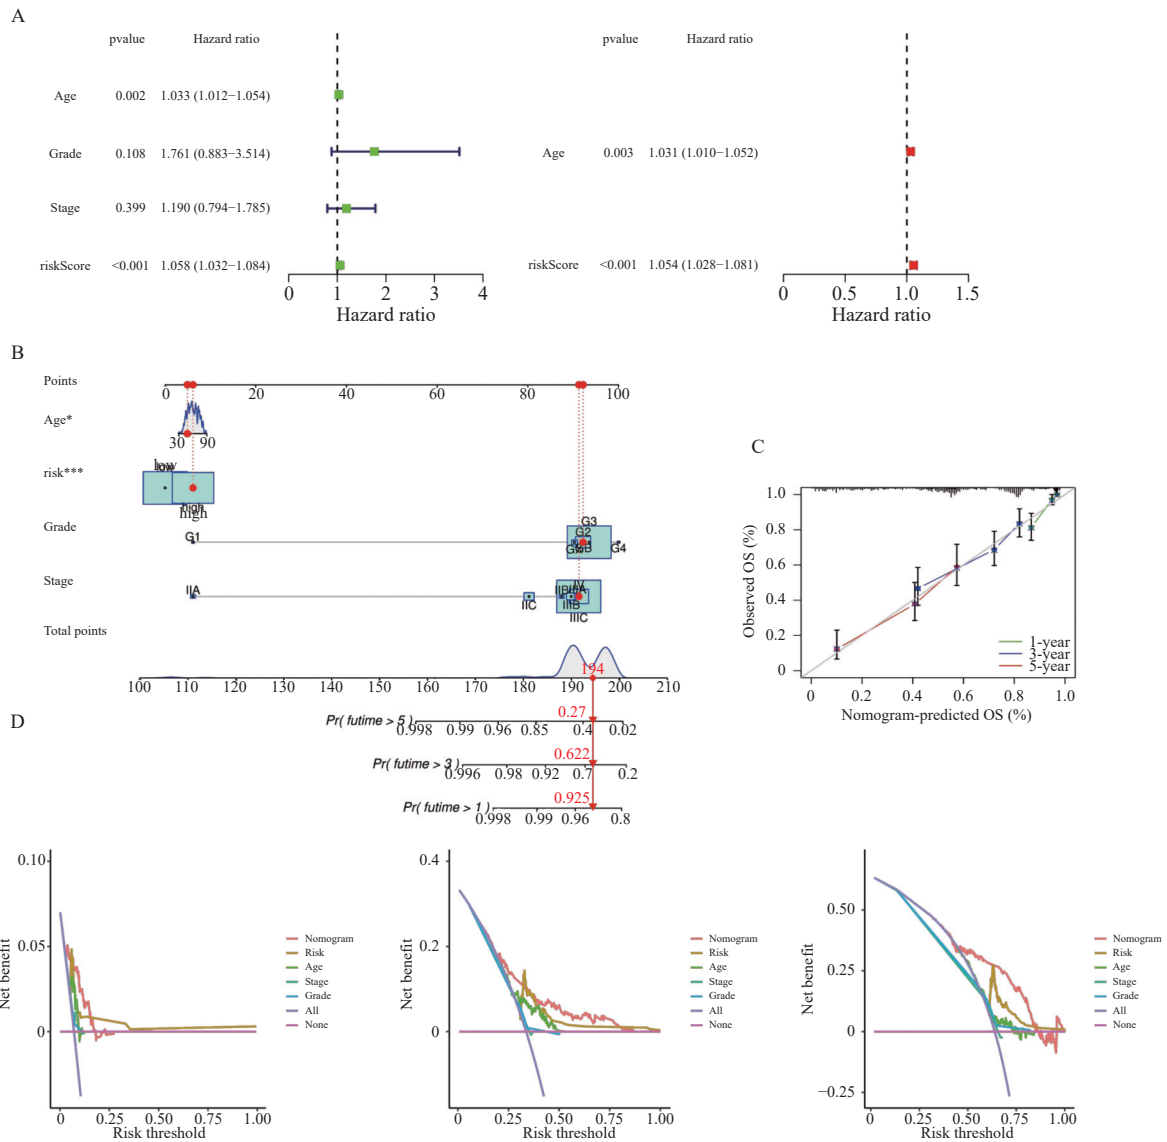 A
pvalue Hazard ratio
Age 0.002 1.033 (1.012−1.054)
Grade 0.108 1.761 (0.883−3.514)
Stage 0.399 1.190 (0.794−1.785)
riskScore <0.001 1.058 (1.032−1.084)
0 1 2 3 4
Hazard ratio
pvalue Hazard ratio
Age 0.003 1.031 (1.010−1.052)
riskScore <0.001 1.054 (1.028−1.081)
0 0.5 1.0 1.5
Hazard ratio
B
Points
0 20 40 60 80 100
Age*
30 90
risk***
low
high
high
Grade
G1 G3 G2 G4
Stage
IIA IIC IIB IV IIIA IIIB IIIC
Total points
194
100 110 120 130 140 150 160 170 180 190 200 210
0.27
Pr( futime > 5 )
0.998 0.99 0.96 0.85 0.4 0.02
0.622
Pr( futime > 3 )
0.996 0.98 0.92 0.7 0.2
0.925
Pr( futime > 1 )
0.998 0.99 0.96 0.8
C
Observed OS (%)
1.0
0.8
0.6
0.4
0.2
0
1-year
3-year
5-year
0 0.2 0.4 0.6 0.8 1.0
Nomogram-predicted OS (%)
D
Net benefit
0.10
0.05
0
Nomogram
Risk
Age
Stage
Grade
All
None
0 0.25 0.50 0.75 1.00
Risk threshold
Net benefit
0.4
0.2
0
Nomogram
Risk
Age
Stage
Grade
All
None
0 0.25 0.50 0.75 1.00
Risk threshold
Net benefit
0.50
0.25
0
−0.25
Nomogram
Risk
Age
Stage
Grade
All
None
0 0.25 0.50 0.75 1.00
Risk threshold